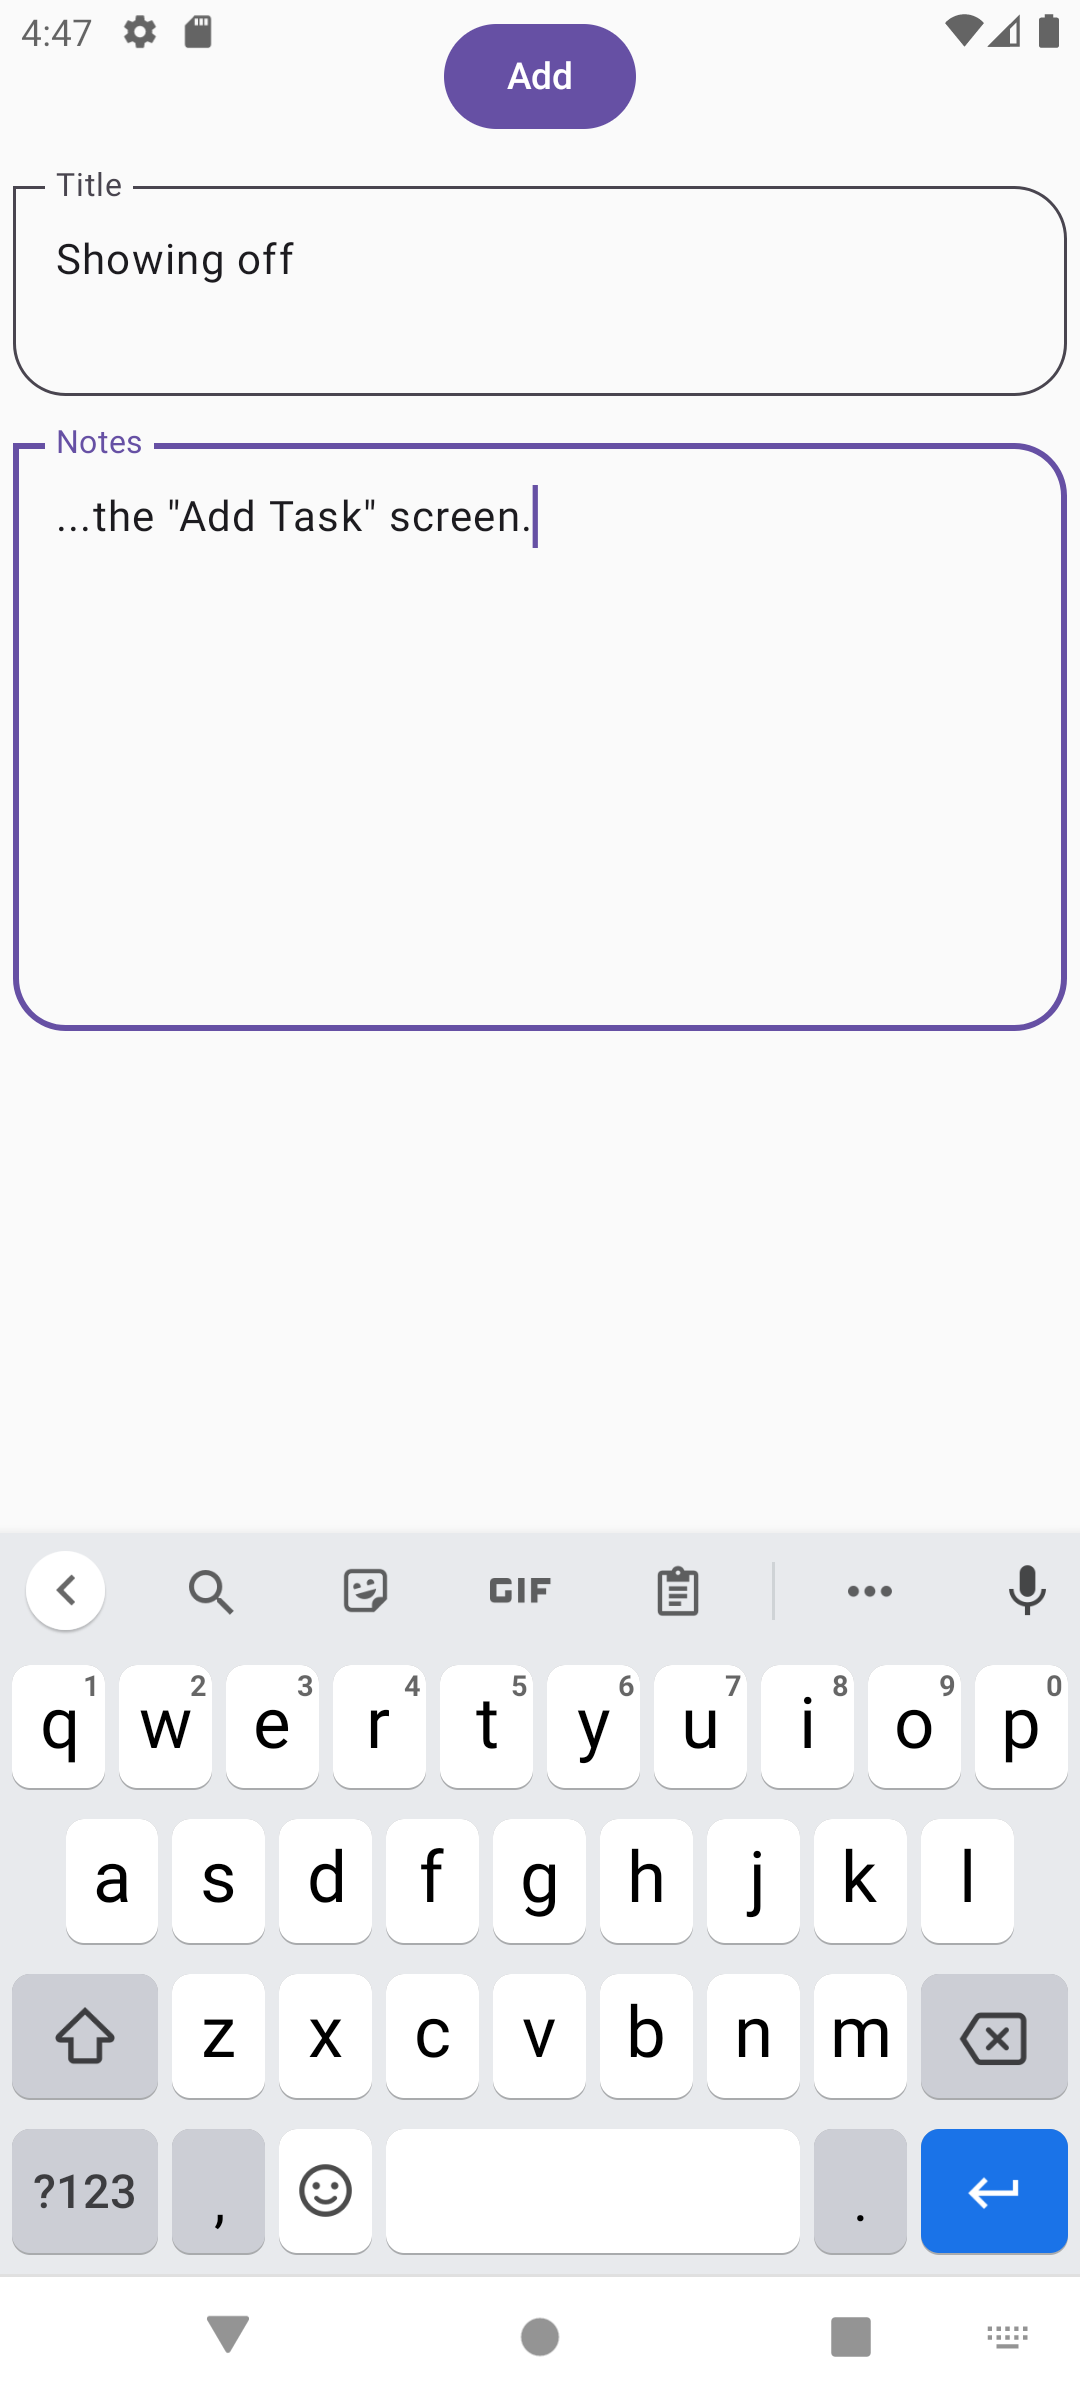 4:47
Add
Title
Showing off
Notes
...the "Add Task" screen.
GIF
1 2 3 4 5 6 7 8 9 0
q w e r t y u i o p
a s d f g h j k l
z x c v b n m
?123 , .